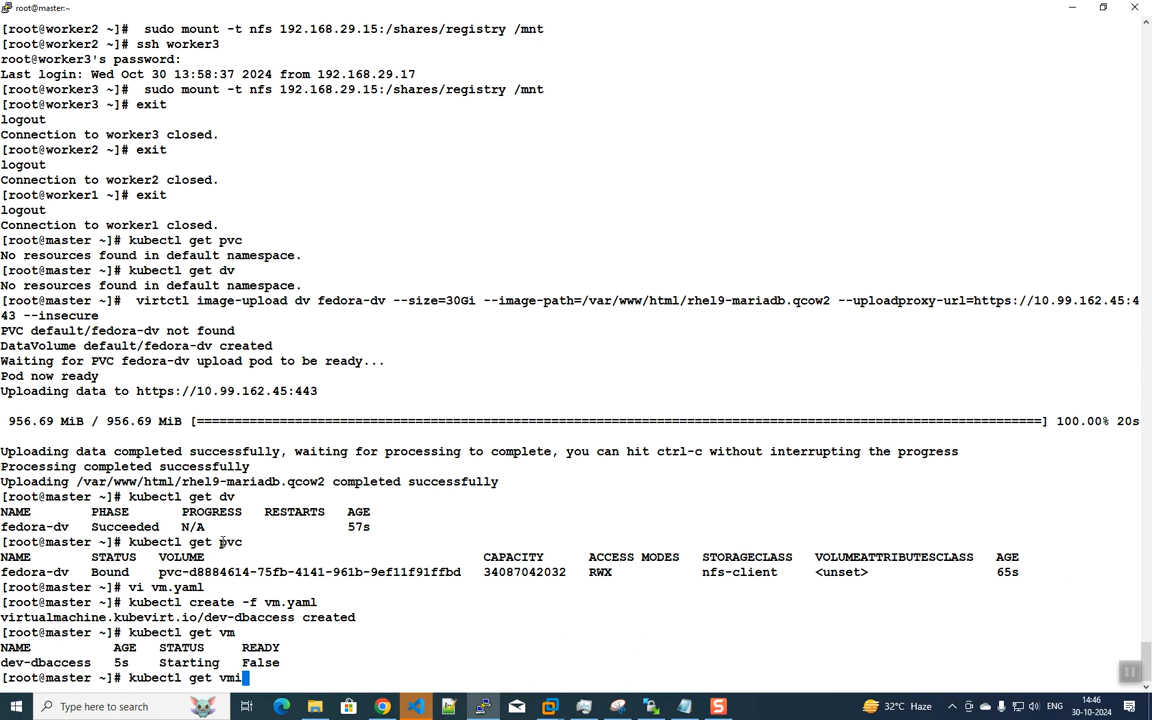 root@master:~
[root@worker2 ~]#  sudo mount -t nfs 192.168.29.15:/shares/registry /mnt
[root@worker2 ~]# ssh worker3
root@worker3's password:
Last login: Wed Oct 30 13:58:37 2024 from 192.168.29.17
[root@worker3 ~]#  sudo mount -t nfs 192.168.29.15:/shares/registry /mnt
[root@worker3 ~]# exit
logout
Connection to worker3 closed.
[root@worker2 ~]# exit
logout
Connection to worker2 closed.
[root@worker1 ~]# exit
logout
Connection to worker1 closed.
[root@master ~]# kubectl get pvc
No resources found in default namespace.
[root@master ~]# kubectl get dv
No resources found in default namespace.
[root@master ~]#  virtctl image-upload dv fedora-dv --size=30Gi --image-path=/var/www/html/rhel9-mariadb.qcow2 --uploadproxy-url=https://10.99.162.45:4
43 --insecure
PVC default/fedora-dv not found
DataVolume default/fedora-dv created
Waiting for PVC fedora-dv upload pod to be ready...
Pod now ready
Uploading data to https://10.99.162.45:443
956.69 MiB / 956.69 MiB [=====================================================================================================================] 100.00% 20s
Uploading data completed successfully, waiting for processing to complete, you can hit ctrl-c without interrupting the progress
Processing completed successfully
Uploading /var/www/html/rhel9-mariadb.qcow2 completed successfully
[root@master ~]# kubectl get dv
NAME        PHASE       PROGRESS   RESTARTS   AGE
fedora-dv   Succeeded   N/A                   57s
[root@master ~]# kubectl get pvc
NAME        STATUS   VOLUME                                     CAPACITY      ACCESS MODES   STORAGECLASS   VOLUMEATTRIBUTESCLASS   AGE
fedora-dv   Bound    pvc-d8884614-75fb-4141-961b-9ef11f91ffbd   34087042032   RWX            nfs-client     <unset>                 65s
[root@master ~]# vi vm.yaml
[root@master ~]# kubectl create -f vm.yaml
virtualmachine.kubevirt.io/dev-dbaccess created
[root@master ~]# kubectl get vm
NAME           AGE   STATUS     READY
dev-dbaccess   5s    Starting   False
[root@master ~]# kubectl get vmi
Type here to search
32°C Haze
ENG
14:46
30-10-2024